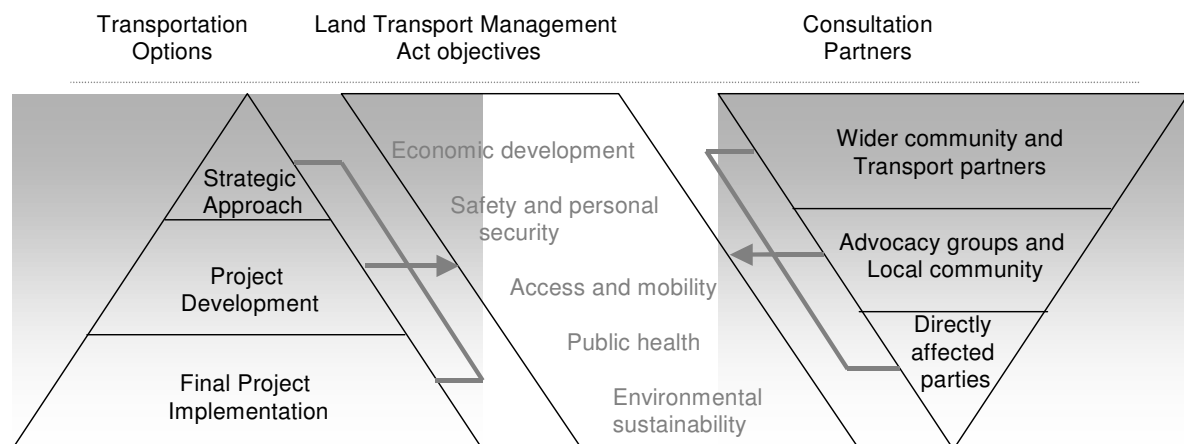 Transportation
Options
Land Transport Management
Act objectives
Consultation
Partners
Strategic
Approach
Project
Development
Final Project
Implementation
Economic development
Safety and personal
security
Access and mobility
Public health
Environmental
sustainability
Wider community and
Transport partners
Advocacy groups and
Local community
Directly
affected
parties